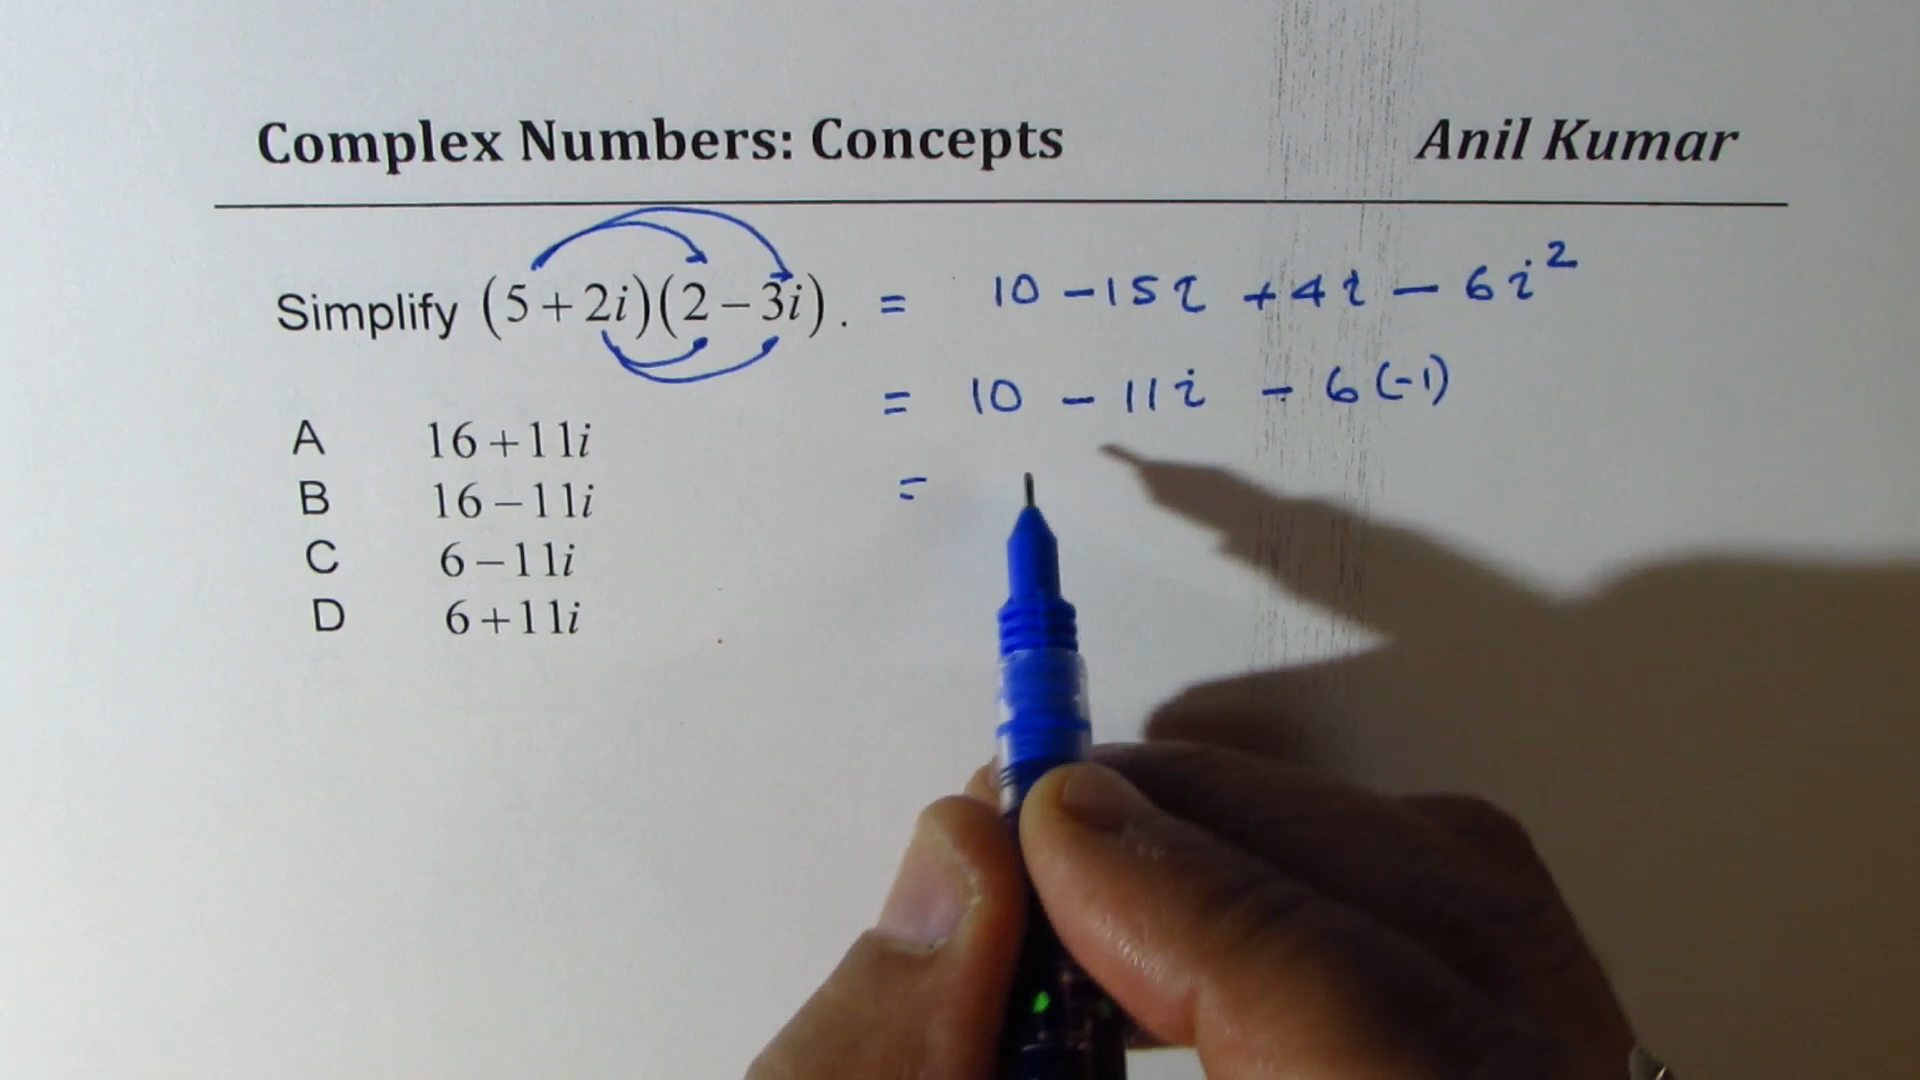 Complex Numbers: Concepts Anil Kumar
Simplify (5+2i)(2−3i). = 10 − 15i + 4i − 6i²
= 10 − 11i − 6(−1)
=
A 16+11i
B 16−11i
C 6−11i
D 6+11i